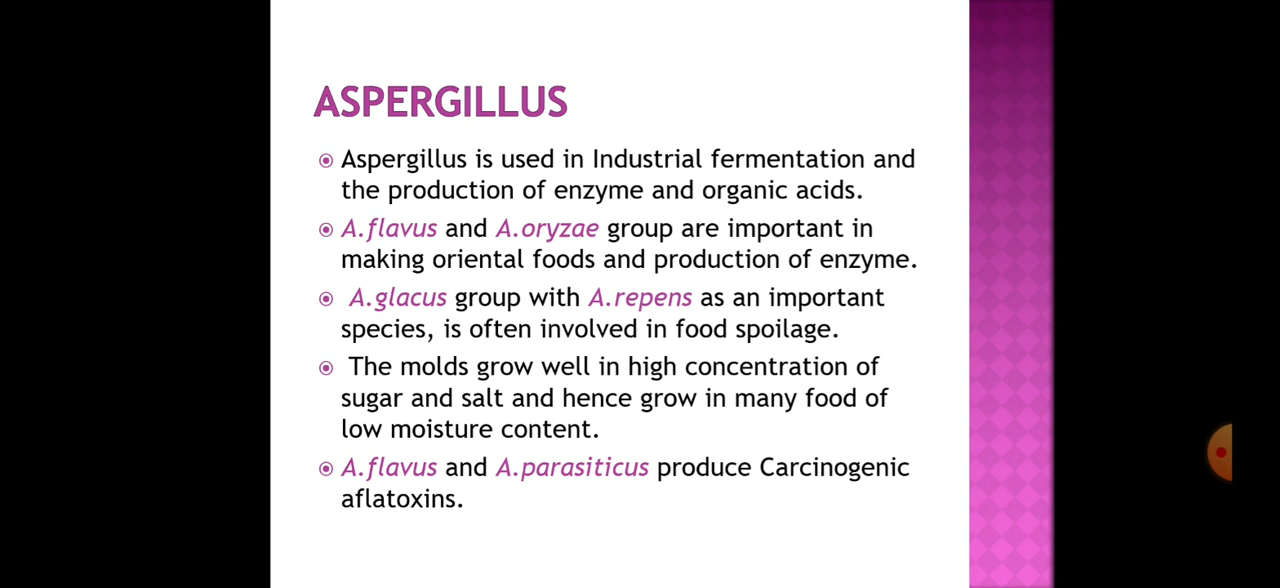 ASPERGILLUS
Aspergillus is used in Industrial fermentation and
the production of enzyme and organic acids.
A.flavus and A.oryzae group are important in
making oriental foods and production of enzyme.
A.glacus group with A.repens as an important
species, is often involved in food spoilage.
The molds grow well in high concentration of
sugar and salt and hence grow in many food of
low moisture content.
A.flavus and A.parasiticus produce Carcinogenic
aflatoxins.